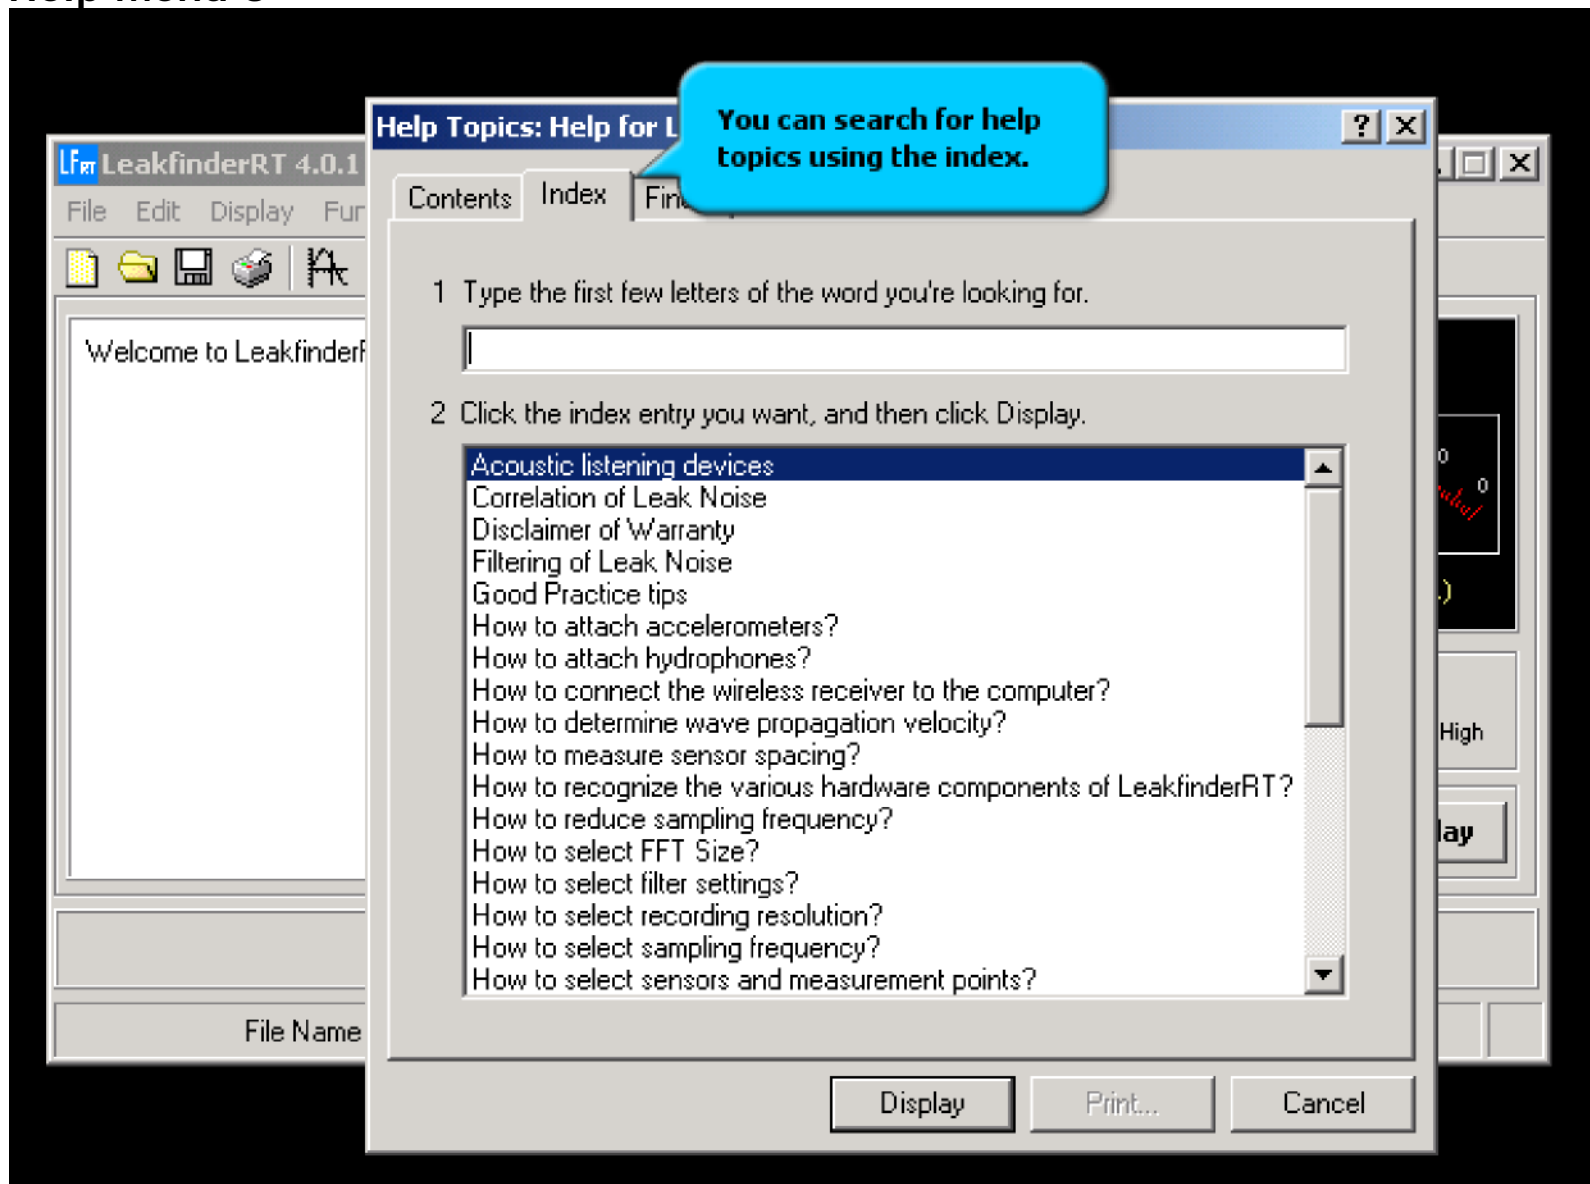 You can search for help
topics using the index.
Help Topics: Help for L
LFRT LeakfinderRT 4.0.1
File Edit Display Fun
Contents Index Fin
1 Type the first few letters of the word you're looking for.
Welcome to Leakfinder
2 Click the index entry you want, and then click Display.
Acoustic listening devices
Correlation of Leak Noise
Disclaimer of Warranty
Filtering of Leak Noise
Good Practice tips
How to attach accelerometers?
How to attach hydrophones?
How to connect the wireless receiver to the computer?
How to determine wave propagation velocity?
How to measure sensor spacing?
How to recognize the various hardware components of LeakfinderRT?
How to reduce sampling frequency?
How to select FFT Size?
How to select filter settings?
How to select recording resolution?
How to select sampling frequency?
How to select sensors and measurement points?
0
0
.)
High
lay
File Name
Display Print... Cancel